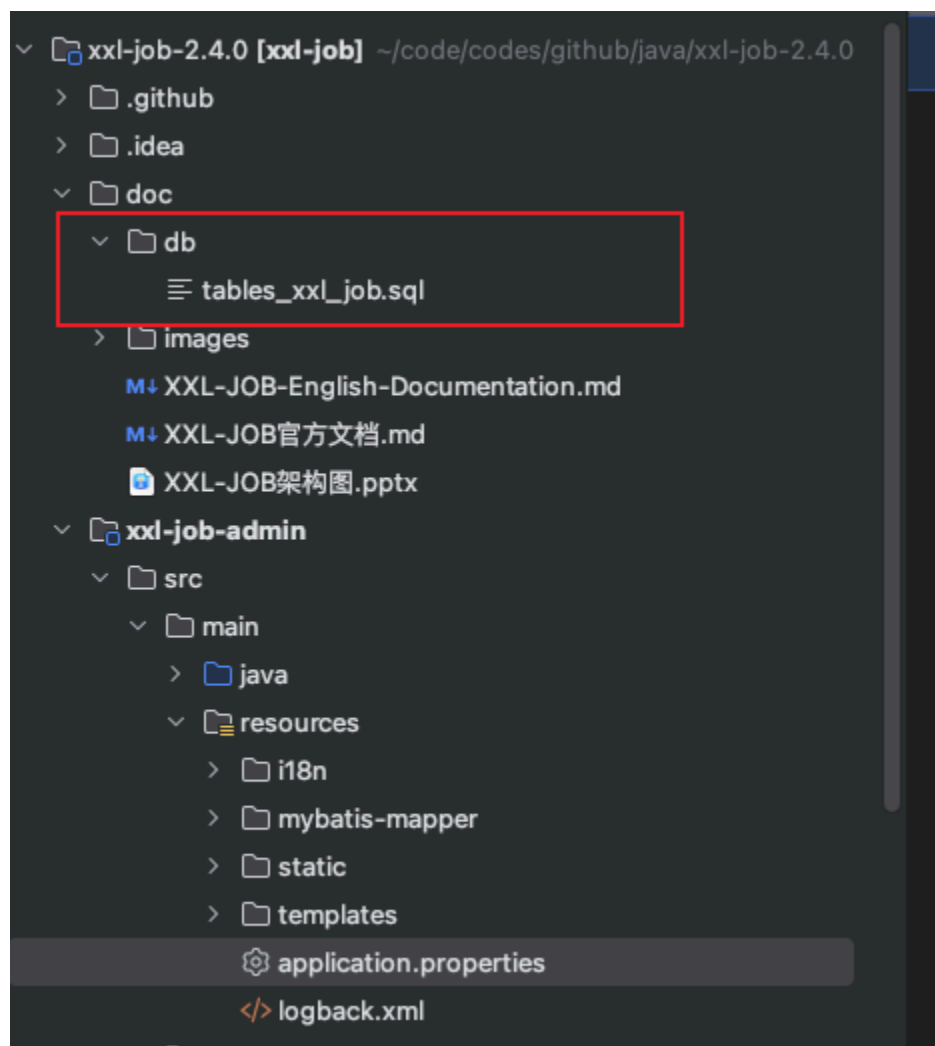 xxl-job-2.4.0 [xxl-job] ~/code/codes/github/java/xxl-job-2.4.0
.github
.idea
doc
db
tables_xxl_job.sql
images
M↓ XXL-JOB-English-Documentation.md
M↓ XXL-JOB官方文档.md
XXL-JOB架构图.pptx
xxl-job-admin
src
main
java
resources
i18n
mybatis-mapper
static
templates
application.properties
</> logback.xml